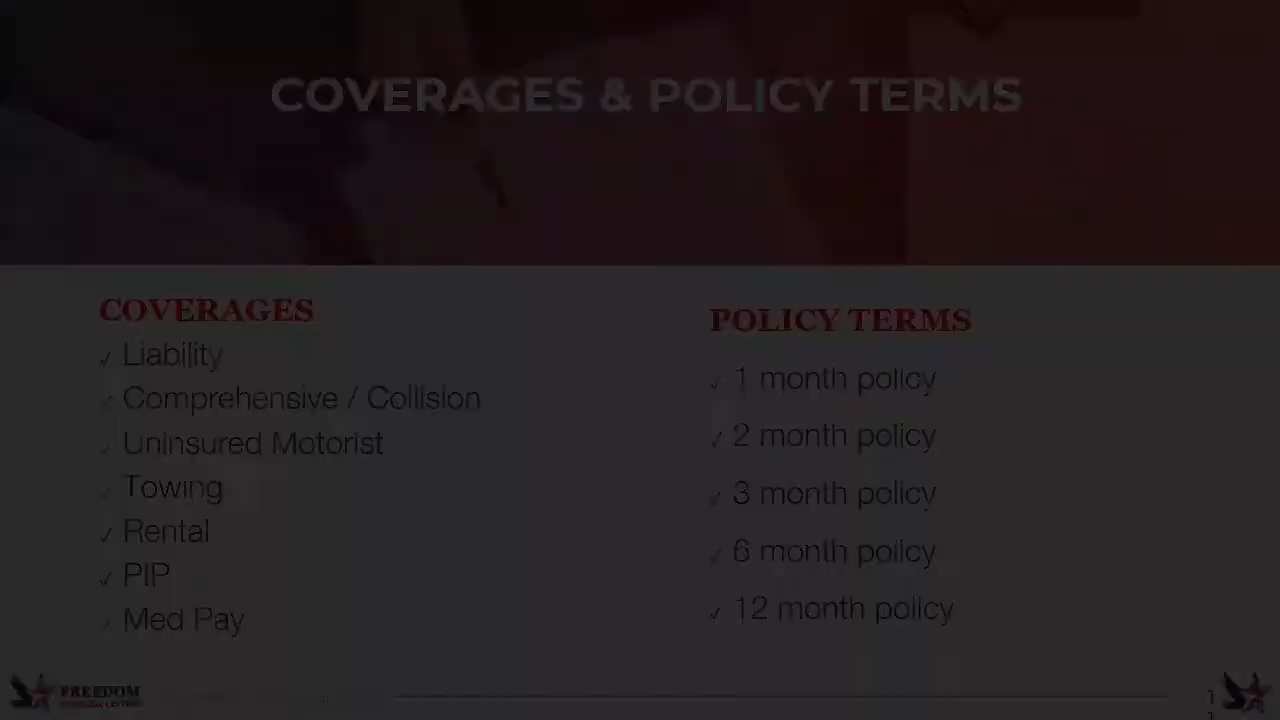 COVERAGES & POLICY TERMS
COVERAGES
✓ Liability
✓ Comprehensive / Collision
✓ Uninsured Motorist
✓ Towing
✓ Rental
✓ PIP
✓ Med Pay
POLICY TERMS
✓ 1 month policy
✓ 2 month policy
✓ 3 month policy
✓ 6 month policy
✓ 12 month policy
FREEDOM
1